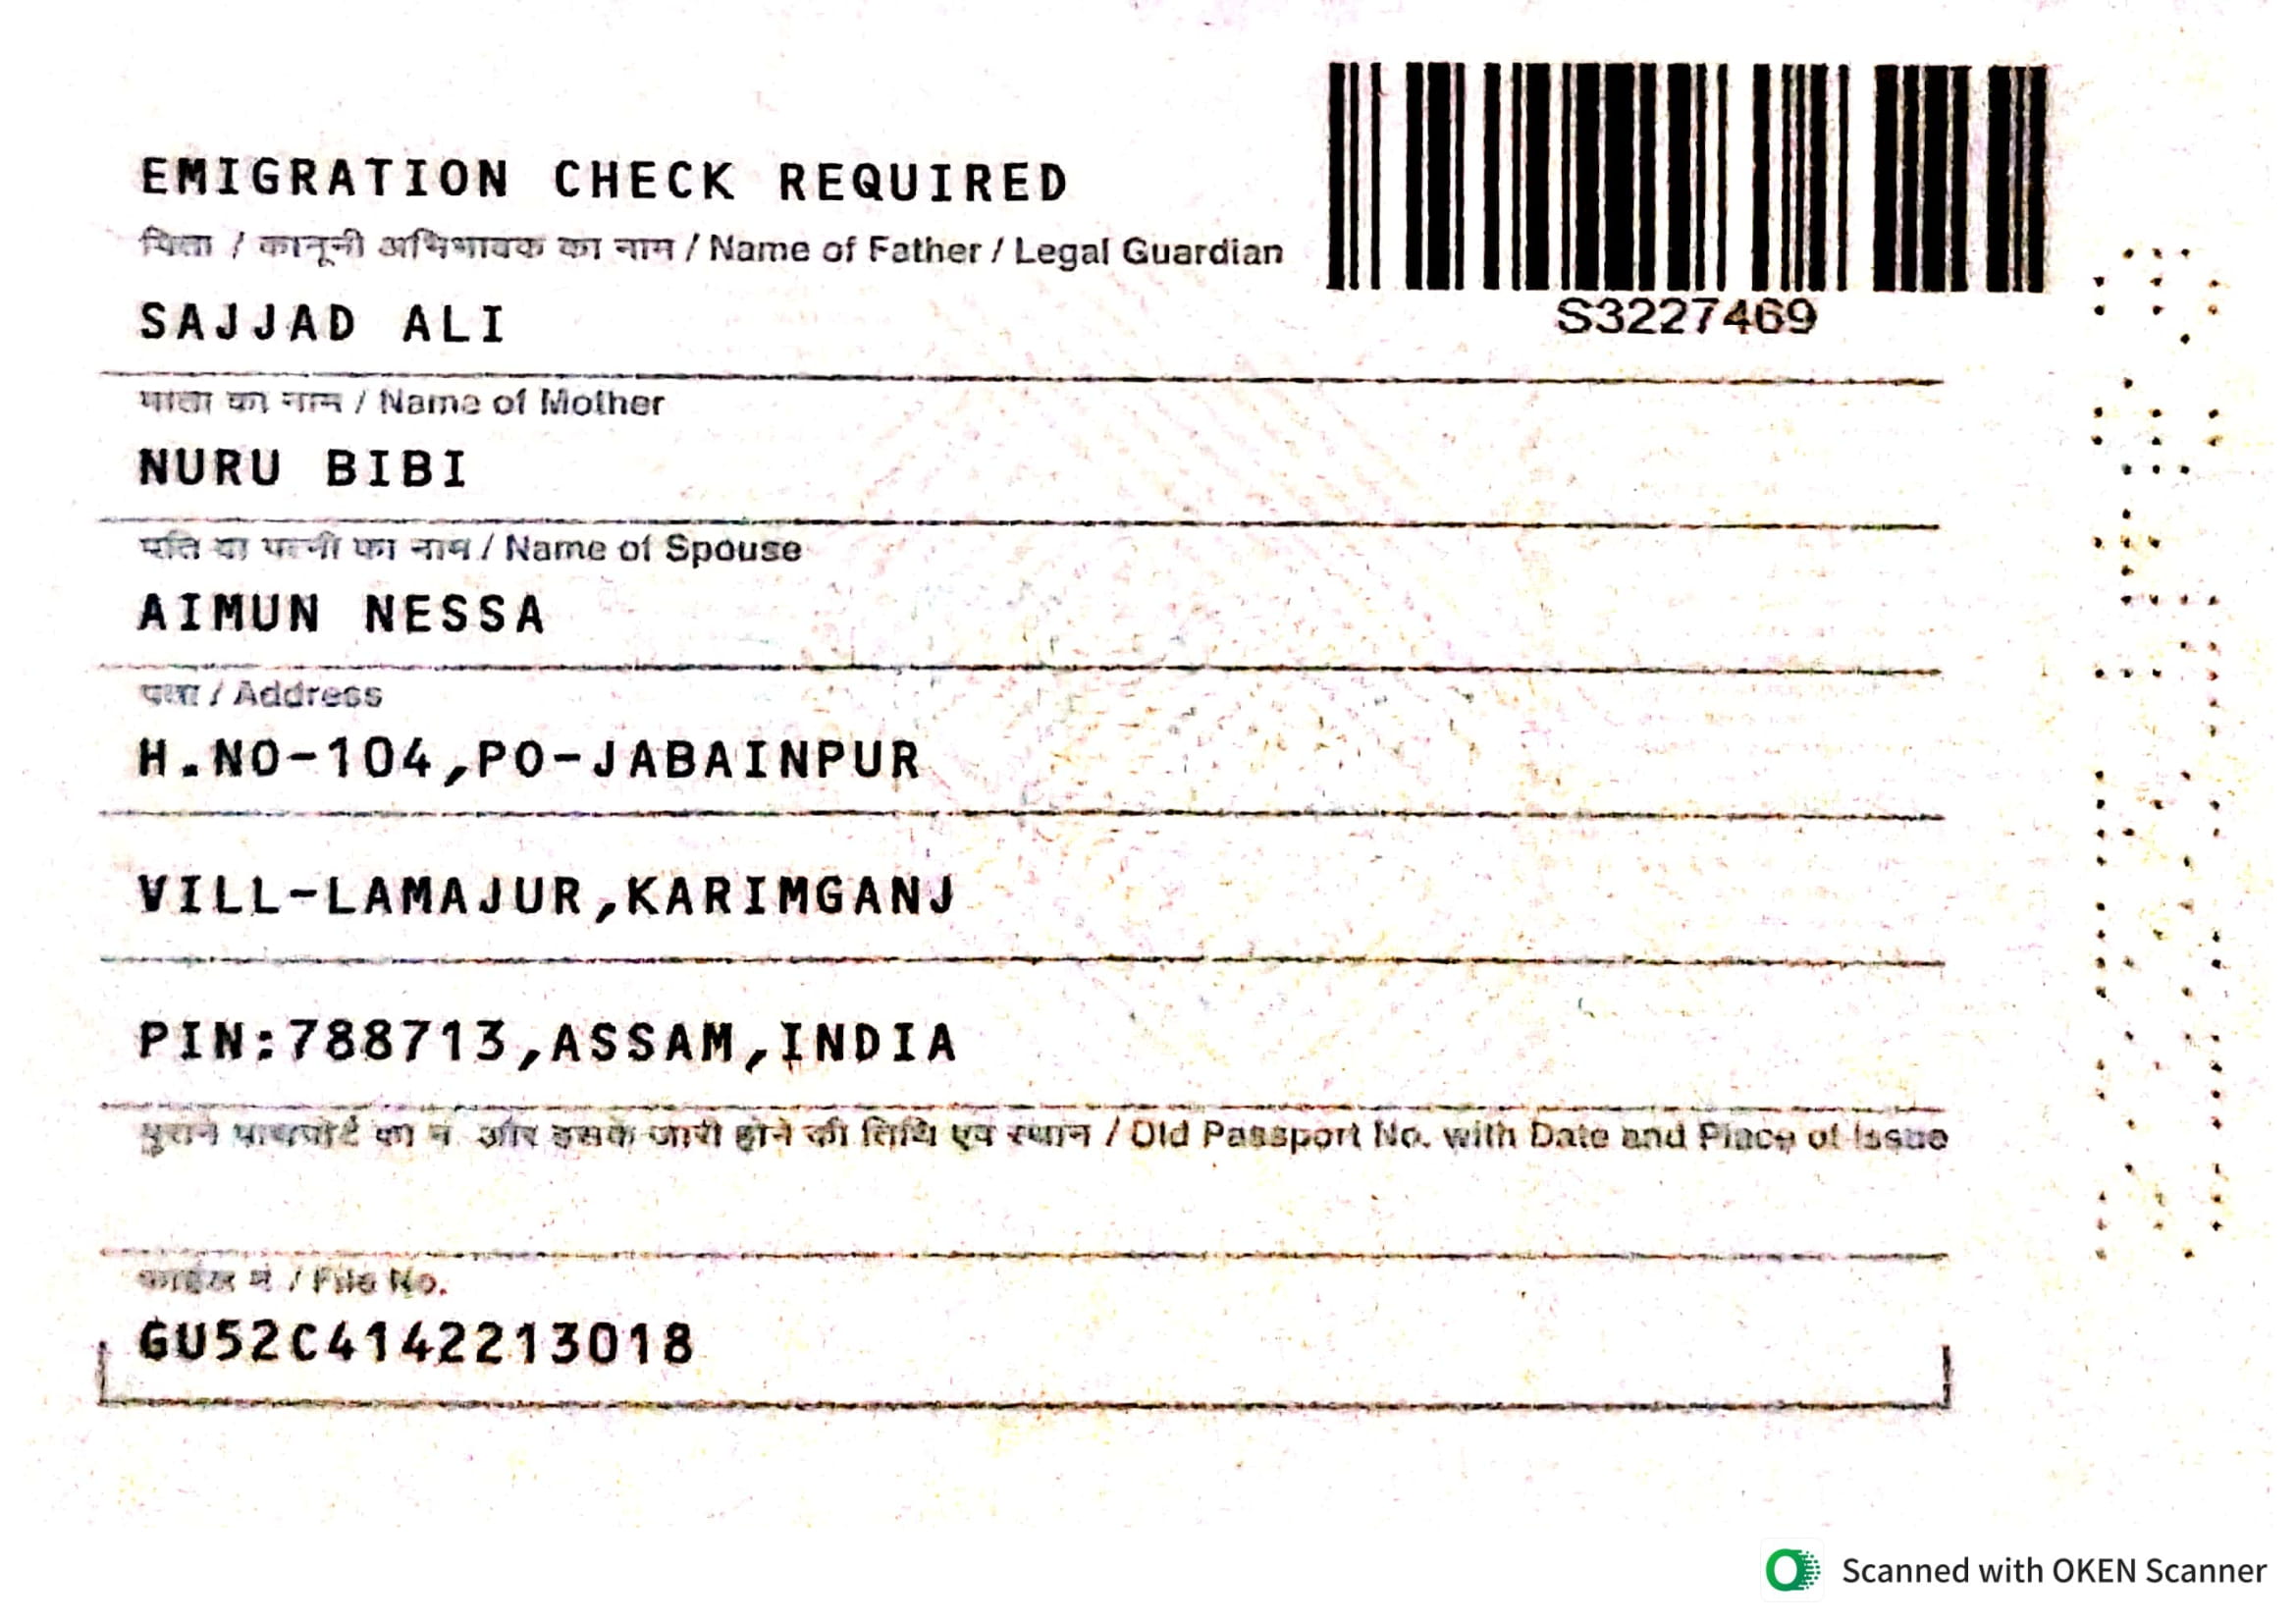 EMIGRATION CHECK REQUIRED
पिता / कानूनी अभिभावक का नाम / Name of Father / Legal Guardian
SAJJAD ALI
S3227469
माता का नाम / Name of Mother
NURU BIBI
पति या पत्नी का नाम / Name of Spouse
AIMUN NESSA
पता / Address
H.NO-104,PO-JABAINPUR
VILL-LAMAJUR,KARIMGANJ
PIN:788713,ASSAM,INDIA
पुराने पासपोर्ट का नं. और इसके जारी होने की तिथि एवं स्थान / Old Passport No. with Date and Place of Issue
फाईल नं / File No.
GU52C4142213018
Scanned with OKEN Scanner